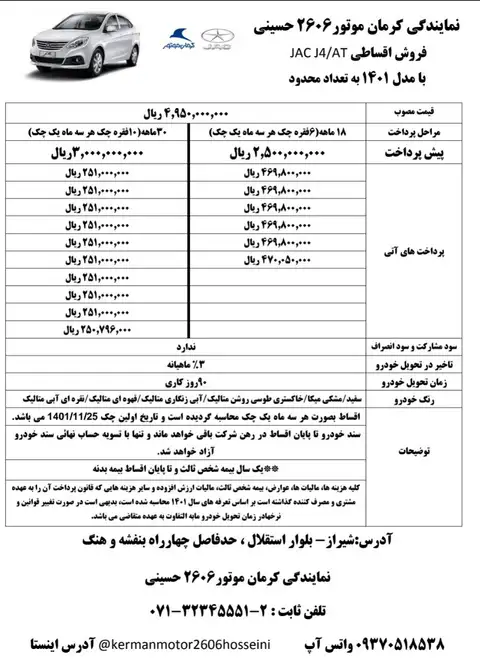 نمایندگی کرمان موتور۲۶۰۶ حسینی
فروش اقساطی JAC J4/AT
با مدل ۱۴۰۱ به تعداد محدود
JAC
کرمان موتور
قیمت مصوب
۴,۹۵۰,۰۰۰,۰۰۰ ریال
مراحل پرداخت
۱۸ ماهه(۶فقره چک هر سه ماه یک چک)
۳۰ماهه(۱۰فقره چک هر سه ماه یک چک)
پیش پرداخت
۲,۵۰۰,۰۰۰,۰۰۰ ریال
۳,۰۰۰,۰۰۰,۰۰۰ریال
پرداخت های آتی
۴۶۹,۸۰۰,۰۰۰ ریال
۲۵۱,۰۰۰,۰۰۰ ریال
۴۶۹,۸۰۰,۰۰۰ ریال
۲۵۱,۰۰۰,۰۰۰ ریال
۴۶۹,۸۰۰,۰۰۰ ریال
۲۵۱,۰۰۰,۰۰۰ ریال
۴۶۹,۸۰۰,۰۰۰ ریال
۲۵۱,۰۰۰,۰۰۰ ریال
۴۶۹,۸۰۰,۰۰۰ ریال
۲۵۱,۰۰۰,۰۰۰ ریال
۴۷۰,۰۵۰,۰۰۰ ریال
۲۵۱,۰۰۰,۰۰۰ ریال
۲۵۱,۰۰۰,۰۰۰ ریال
۲۵۱,۰۰۰,۰۰۰ ریال
۲۵۱,۰۰۰,۰۰۰ ریال
۲۵۰,۷۹۶,۰۰۰ ریال
سود مشارکت و سود انصراف
ندارد
تاخیر در تحویل خودرو
۳٪ ماهیانه
زمان تحویل خودرو
۹۰روز کاری
رنگ خودرو
سفید/مشکی میکا/خاکستری طوسی روشن متالیک/آبی زنگاری متالیک/قهوه ای متالیک/نقره ای آبی متالیک
توضیحات
اقساط بصورت هر سه ماه یک چک محاسبه گردیده است و تاریخ اولین چک 1401/11/25 می باشد.
سند خودرو تا پایان اقساط در رهن شرکت باقی خواهد ماند و تنها با تسویه حساب نهائی سند خودرو
آزاد خواهد شد.
**یک سال بیمه شخص ثالث و تا پایان اقساط بیمه بدنه
کلیه هزینه ها، مالیات ها، عوارض، بیمه شخص ثالث، مالیات ارزش افزوده و سایر هزینه هایی که قانون پرداخت آن را به عهده
مشتری و مصرف کننده گذاشته است بر اساس تعرفه های سال ۱۴۰۱ محاسبه شده است، بدیهی است در صورت تغییر قوانین و
نرخهادر زمان تحویل خودرو مابه التفاوت به عهده متقاضی می باشد.
آدرس:شیراز– بلوار استقلال ، حدفاصل چهارراه بنفشه و هنگ
نمایندگی کرمان موتور۲۶۰۶ حسینی
تلفن ثابت : ۲-۳۲۳۴۵۵۵۱-۰۷۱
۰۹۳۷۰۵۱۸۵۳۸ واتس آپ @kermanmotor2606hosseini آدرس اینستا